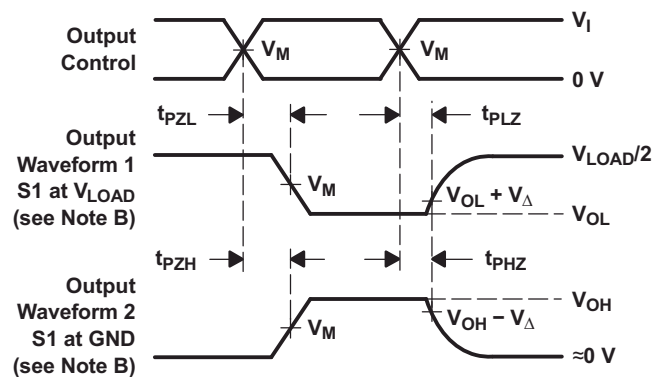 Output
Control
V_M
V_M
V_I
0 V
t_PZL
t_PLZ
Output
Waveform 1
S1 at V_LOAD
(see Note B)
V_M
V_LOAD/2
V_OL + V_Δ
V_OL
t_PZH
t_PHZ
Output
Waveform 2
S1 at GND
(see Note B)
V_M
V_OH
V_OH − V_Δ
≈0 V